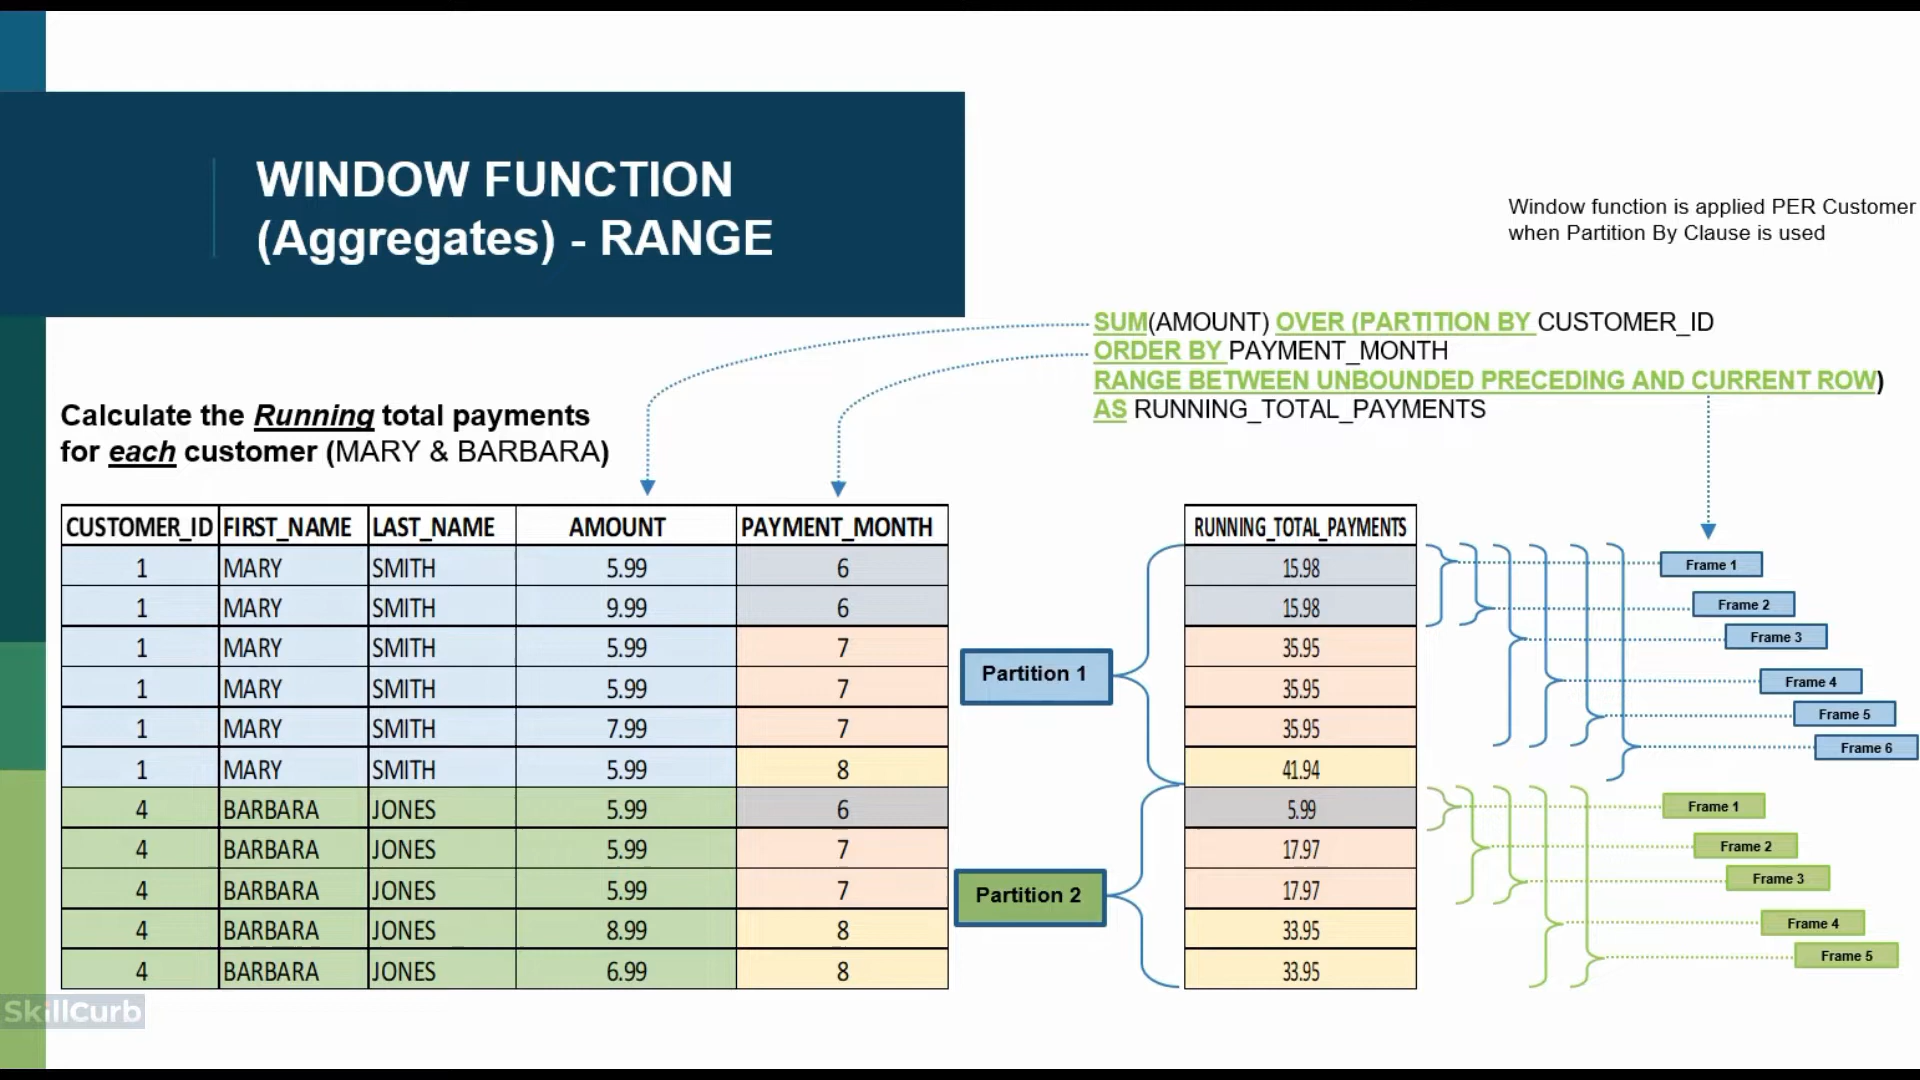 WINDOW FUNCTION
(Aggregates) - RANGE
Window function is applied PER Customer
when Partition By Clause is used
SUM(AMOUNT) OVER (PARTITION BY CUSTOMER_ID
ORDER BY PAYMENT_MONTH
RANGE BETWEEN UNBOUNDED PRECEDING AND CURRENT ROW)
AS RUNNING_TOTAL_PAYMENTS
Calculate the Running total payments
for each customer (MARY & BARBARA)
CUSTOMER_ID FIRST_NAME LAST_NAME AMOUNT PAYMENT_MONTH
1 MARY SMITH 5.99 6
1 MARY SMITH 9.99 6
1 MARY SMITH 5.99 7
1 MARY SMITH 5.99 7
1 MARY SMITH 7.99 7
1 MARY SMITH 5.99 8
4 BARBARA JONES 5.99 6
4 BARBARA JONES 5.99 7
4 BARBARA JONES 5.99 7
4 BARBARA JONES 8.99 8
4 BARBARA JONES 6.99 8
Partition 1
Partition 2
RUNNING_TOTAL_PAYMENTS
15.98
15.98
35.95
35.95
35.95
41.94
5.99
17.97
17.97
33.95
33.95
Frame 1
Frame 2
Frame 3
Frame 4
Frame 5
Frame 6
Frame 1
Frame 2
Frame 3
Frame 4
Frame 5
SkillCurb